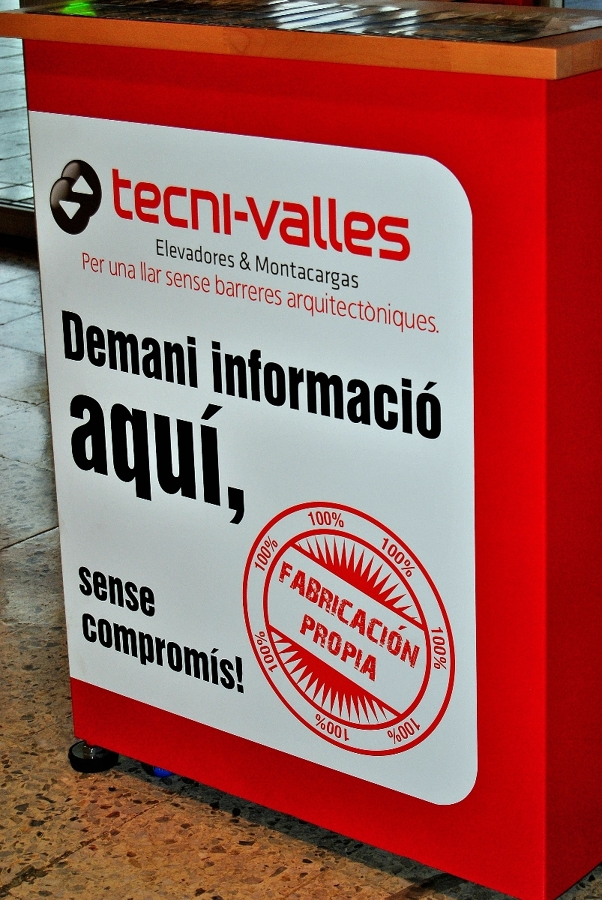 tecni-valles
Elevadores & Montacargas
Per una llar sense barreres arquitectòniques.
Demani informació
aquí,
sense
compromís!
100% 100% 100% 100% 100% 100% 100%
FABRICACIÓN
PROPIA